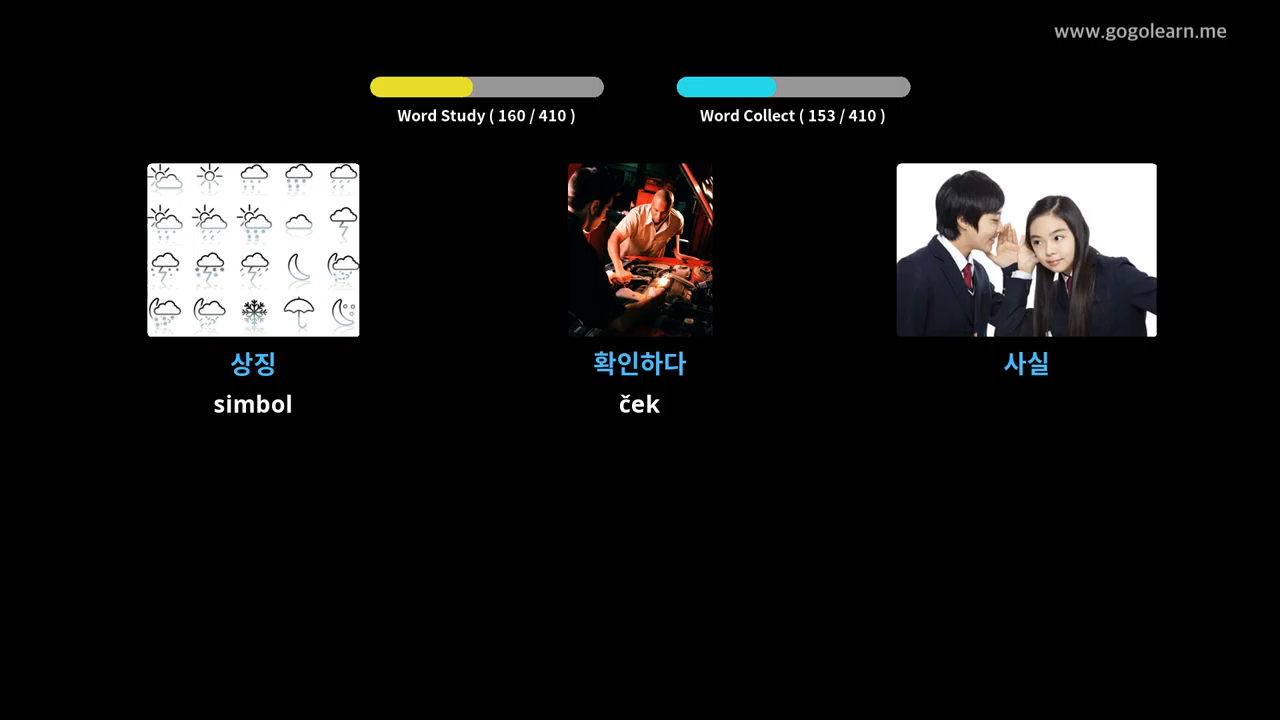 www.gogolearn.me
Word Study ( 160 / 410 )
Word Collect ( 153 / 410 )
상징
확인하다
사실
simbol
ček